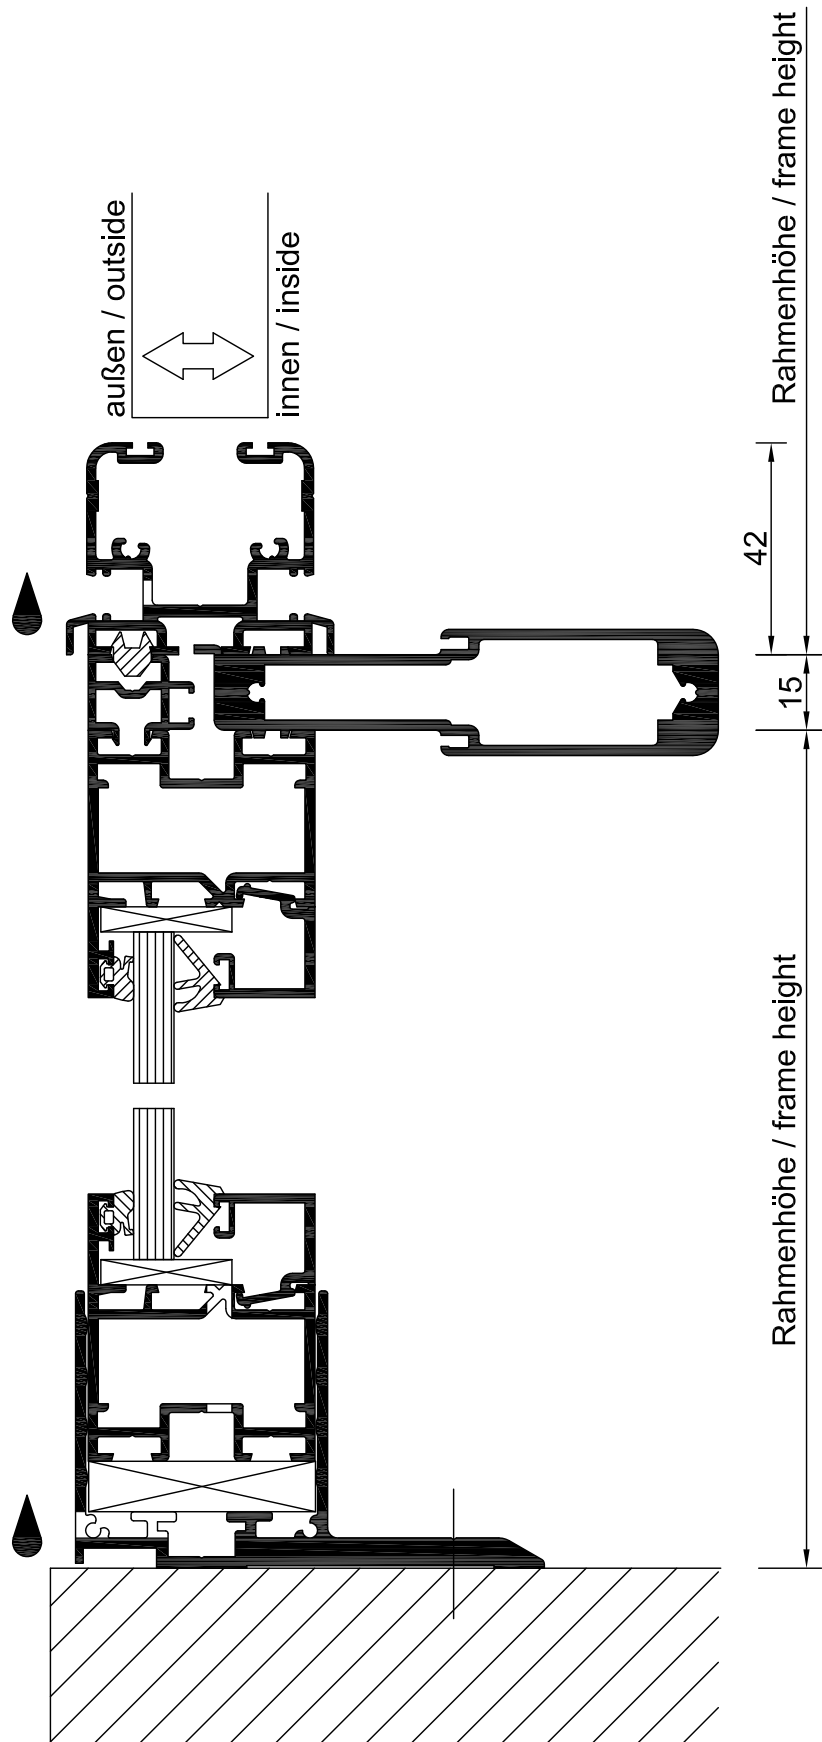 außen / outside
innen / inside
Rahmenhöhe / frame height
42
15
Rahmenhöhe / frame height